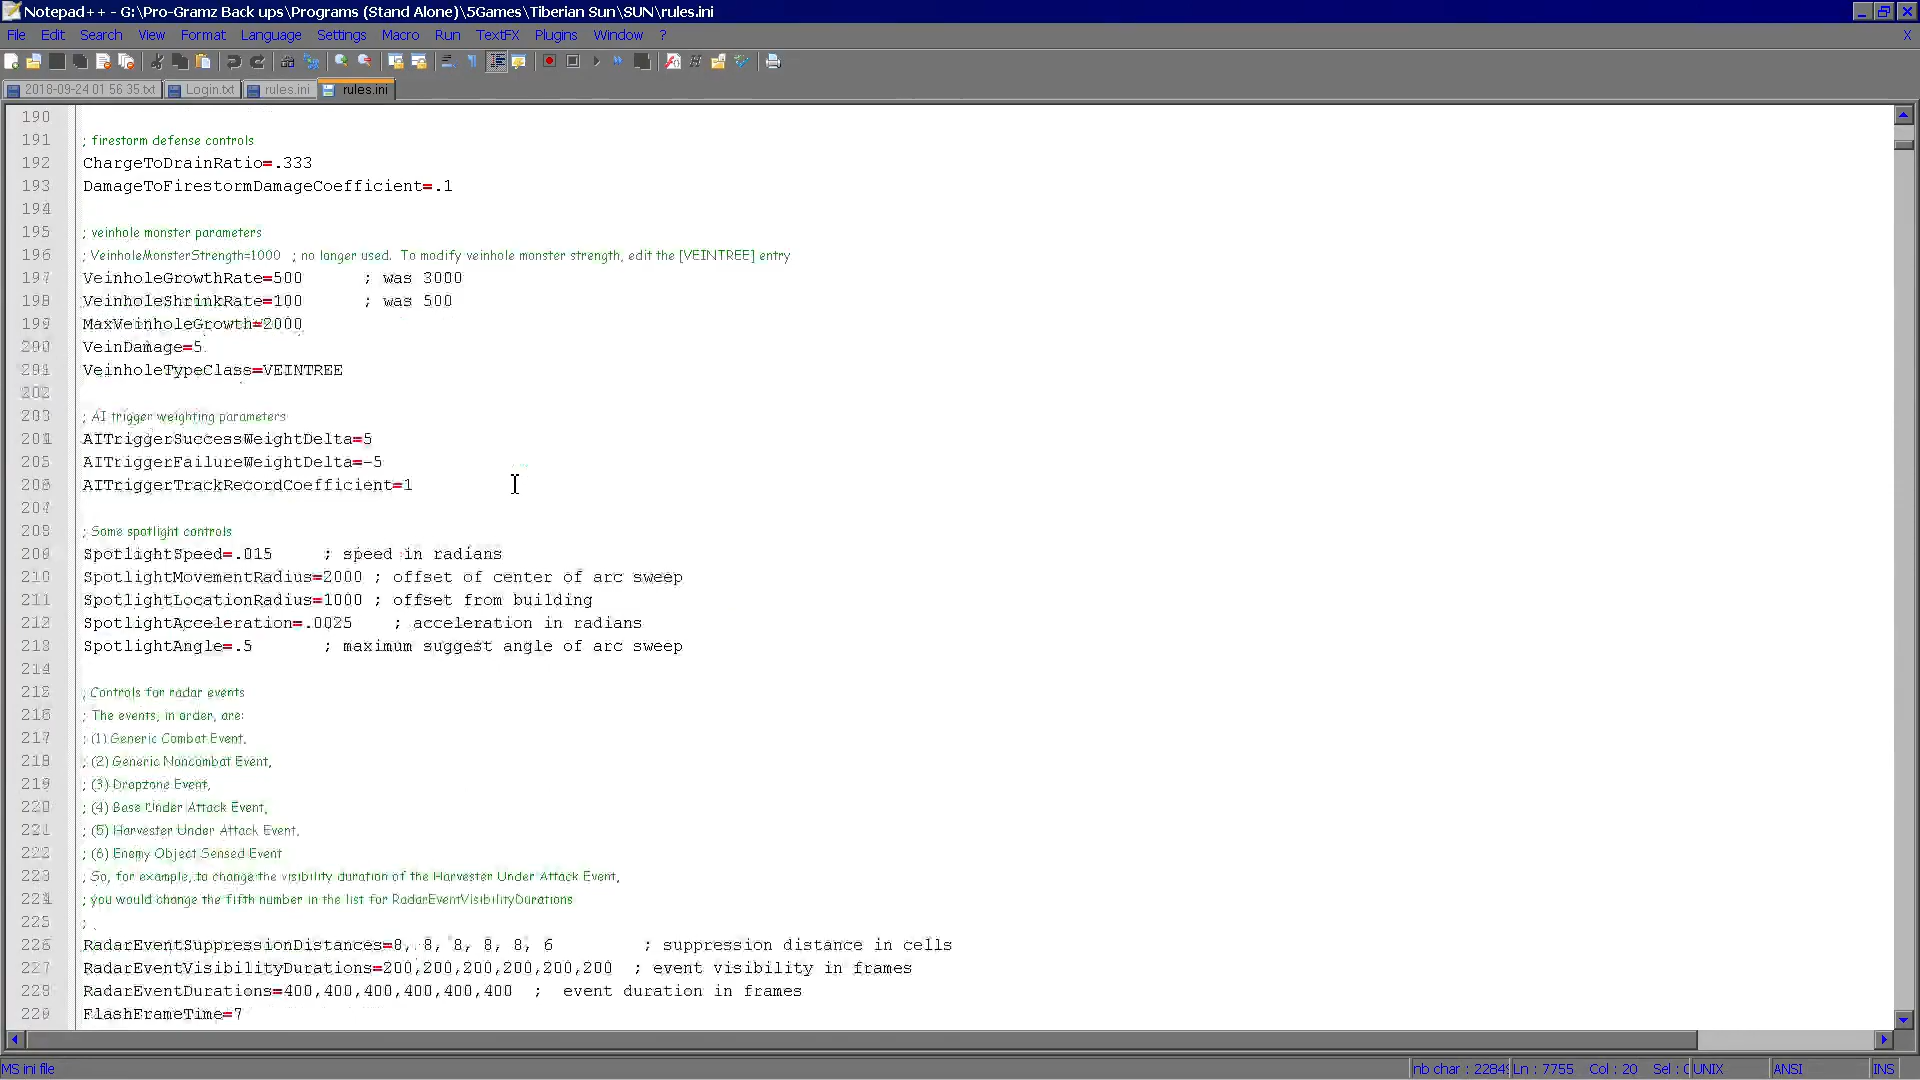 Notepad++ - G:\Pro-Gramz Back ups\Programs (Stand Alone)\5Games\Tiberian Sun\SUN\rules.ini
File Edit Search View Format Language Settings Macro Run TextFX Plugins Window ? X
2018-09-24 01 56 35.txt Login.txt rules.ini rules.ini
190
191 ; firestorm defense controls
192 ChargeToDrainRatio=.333
193 DamageToFirestormDamageCoefficient=.1
194
195 ; veinhole monster parameters
196 ; VeinholeMonsterStrength=1000 ; no longer used. To modify veinhole monster strength, edit the [VEINTREE] entry
197 VeinholeGrowthRate=500 ; was 3000
198 VeinholeShrinkRate=100 ; was 500
199 MaxVeinholeGrowth=2000
200 VeinDamage=5
201 VeinholeTypeClass=VEINTREE
202
203 ; AI trigger weighting parameters
204 AITriggerSuccessWeightDelta=5
205 AITriggerFailureWeightDelta=-5
206 AITriggerTrackRecordCoefficient=1
207
208 ; Some spotlight controls
209 SpotlightSpeed=.015 ; speed in radians
210 SpotlightMovementRadius=2000 ; offset of center of arc sweep
211 SpotlightLocationRadius=1000 ; offset from building
212 SpotlightAcceleration=.0025 ; acceleration in radians
213 SpotlightAngle=.5 ; maximum suggest angle of arc sweep
214
215 ; Controls for radar events
216 ; The events, in order, are:
217 ; (1) Generic Combat Event,
218 ; (2) Generic Noncombat Event,
219 ; (3) Dropzone Event,
220 ; (4) Base Under Attack Event,
221 ; (5) Harvester Under Attack Event,
222 ; (6) Enemy Object Sensed Event
223 ; So, for example, to change the visibility duration of the Harvester Under Attack Event,
224 ; you would change the fifth number in the list for RadarEventVisibilityDurations
225 ;
226 RadarEventSuppressionDistances=8, 8, 8, 8, 8, 6 ; suppression distance in cells
227 RadarEventVisibilityDurations=200,200,200,200,200,200 ; event visibility in frames
228 RadarEventDurations=400,400,400,400,400,400 ; event duration in frames
229 FlashFrameTime=7
MS ini file nb char : 2284 Ln : 7755 Col : 20 Sel : UNIX ANSI INS